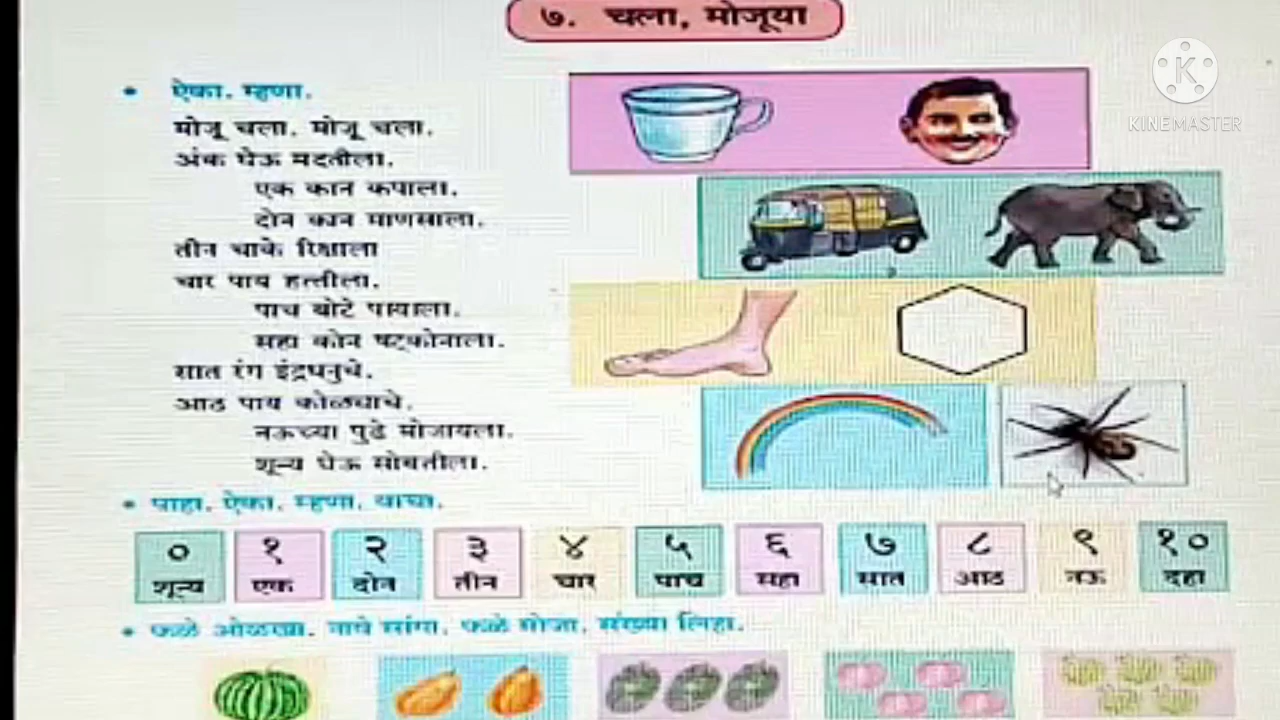 ७. चला, मोजूया
K
KINEMASTER
• ऐका. म्हणा.
मोजू चला, मोजू चला,
अंक घेऊ मदतीला.
एक कान कपाला,
दोन कान माणसाला.
तीन चाके रिक्षाला
चार पाय हत्तीला.
पाच बोटे पायाला,
सहा कोन षट्कोनाला.
सात रंग इंद्रधनुचे,
आठ पाय कोळ्याचे.
नऊच्या पुढे मोजायला,
शून्य घेऊ सोबतीला.
• पाहा. ऐका. म्हणा. वाचा.
० १ २ ३ ४ ५ ६ ७ ८ ९ १०
शून्य एक दोन तीन चार पाच सहा सात आठ नऊ दहा
• फळे ओळखा. नावे सांगा. फळे मोजा. संख्या लिहा.